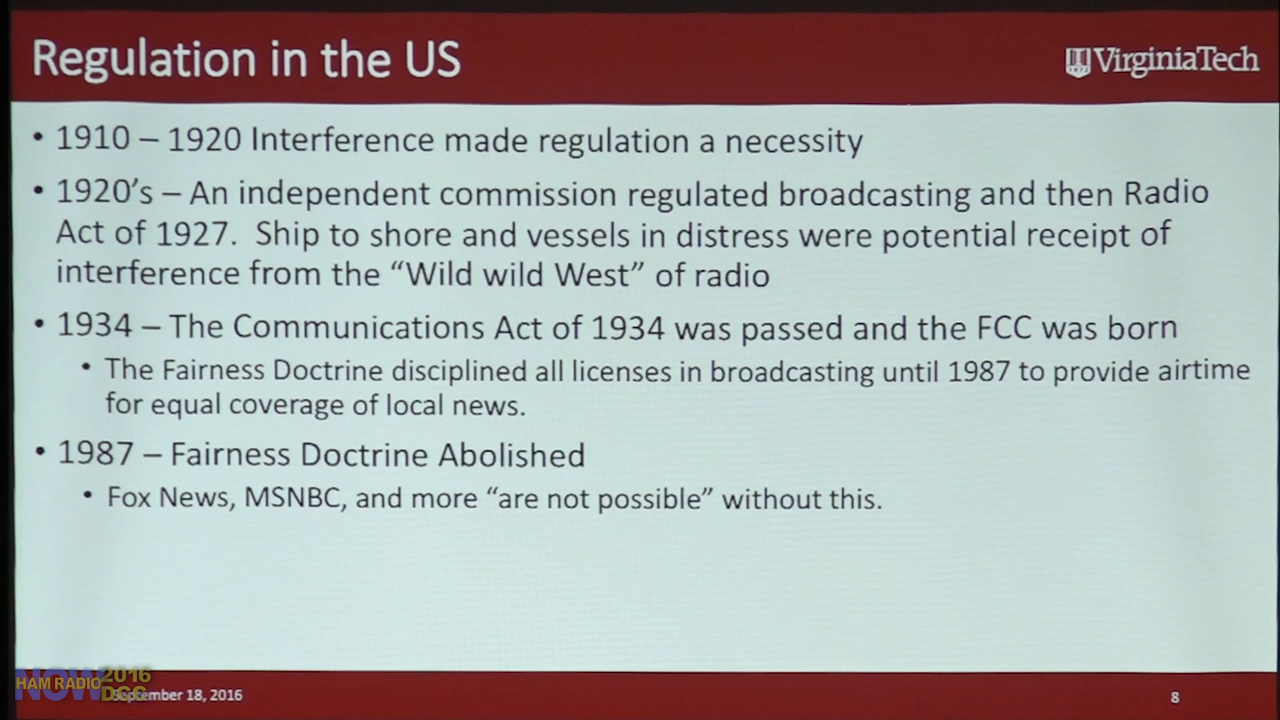 Regulation in the US
VirginiaTech
• 1910 – 1920 Interference made regulation a necessity
• 1920's – An independent commission regulated broadcasting and then Radio
Act of 1927. Ship to shore and vessels in distress were potential receipt of
interference from the “Wild wild West” of radio
• 1934 – The Communications Act of 1934 was passed and the FCC was born
• The Fairness Doctrine disciplined all licenses in broadcasting until 1987 to provide airtime
for equal coverage of local news.
• 1987 – Fairness Doctrine Abolished
• Fox News, MSNBC, and more “are not possible” without this.
HAM RADIO
NOW
2016
DCC
September 18, 2016
8